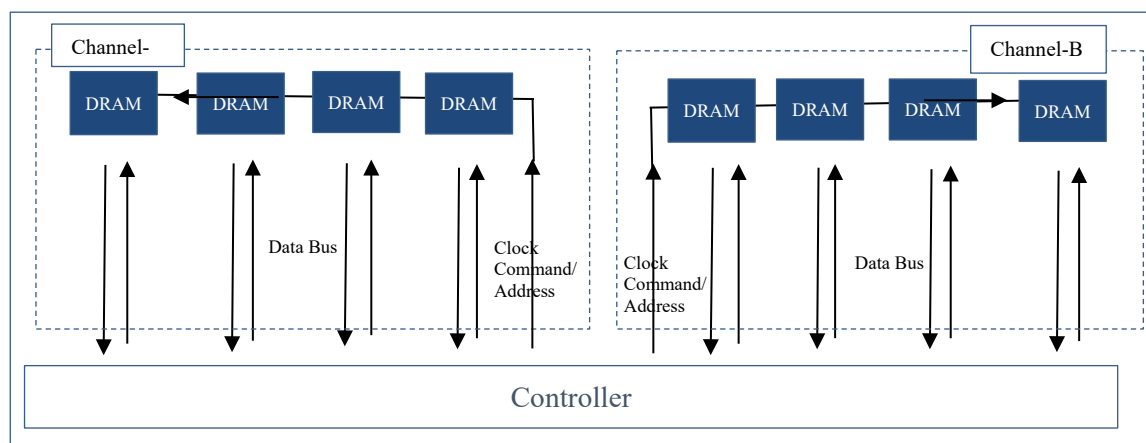 Channel-
Channel-B
DRAM
DRAM
DRAM
DRAM
DRAM
DRAM
DRAM
DRAM
Data Bus
Clock
Command/
Address
Clock
Command/
Address
Data Bus
Controller